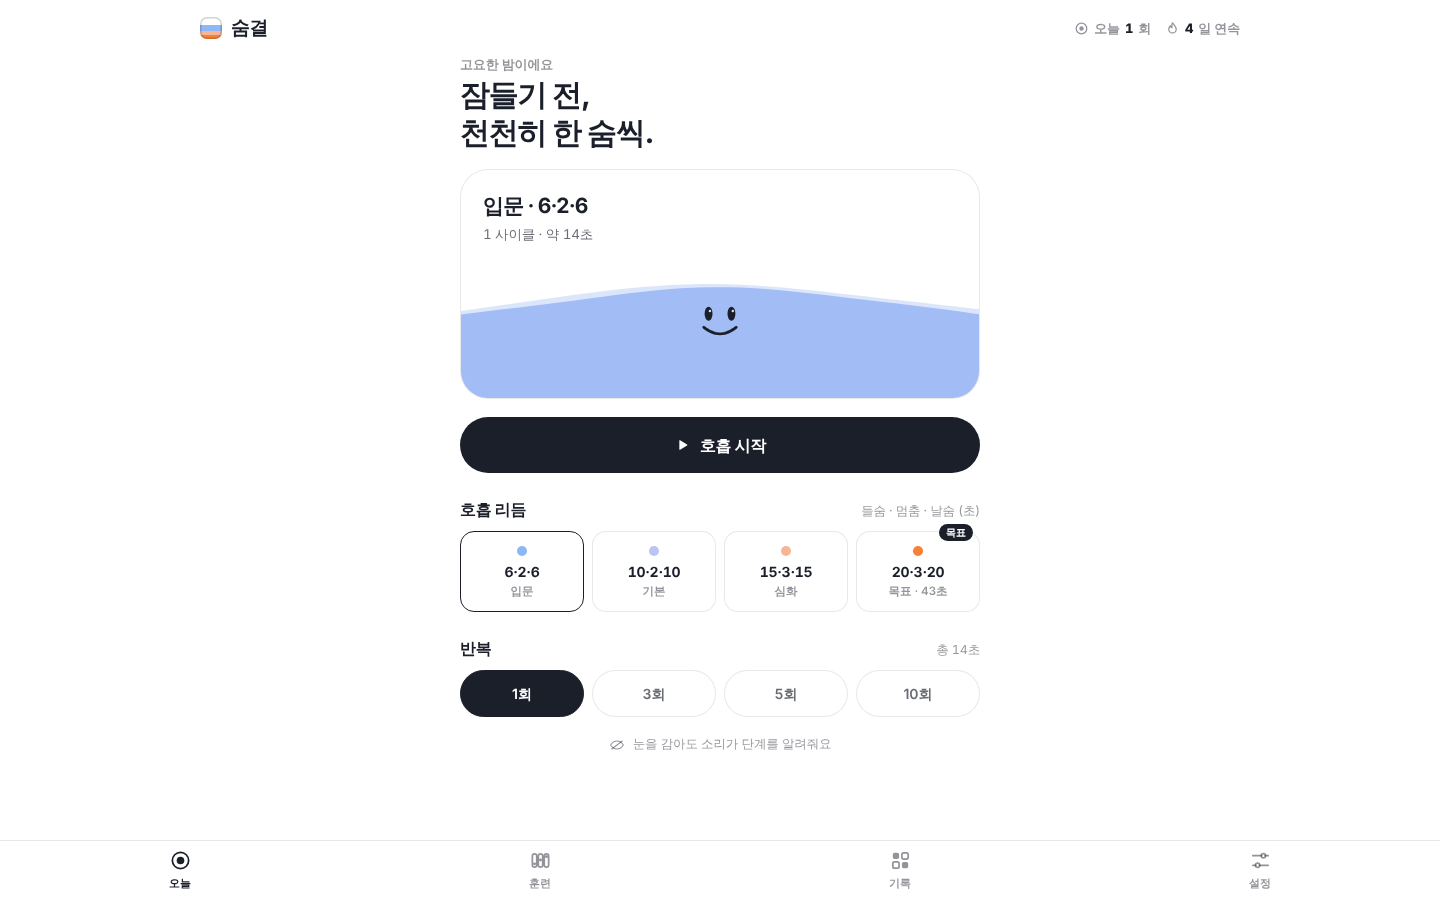 숨결
오늘 1 회
4 일 연속
고요한 밤이에요
잠들기 전,
천천히 한 숨씩.
입문 · 6·2·6
1 사이클 · 약 14초
호흡 시작
호흡 리듬
들숨 · 멈춤 · 날숨 (초)
목표
6·2·6
입문
10·2·10
기본
15·3·15
심화
20·3·20
목표 · 43초
반복
총 14초
1회
3회
5회
10회
눈을 감아도 소리가 단계를 알려줘요
오늘
훈련
기록
설정